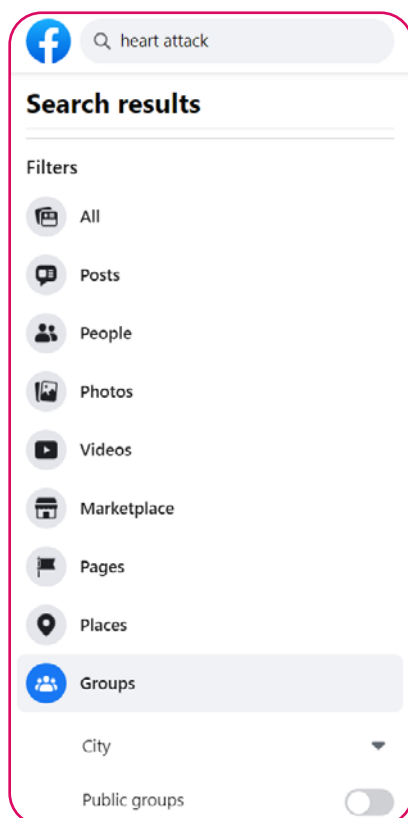 heart attack
Search results
Filters
All
Posts
People
Photos
Videos
Marketplace
Pages
Places
Groups
City
Public groups